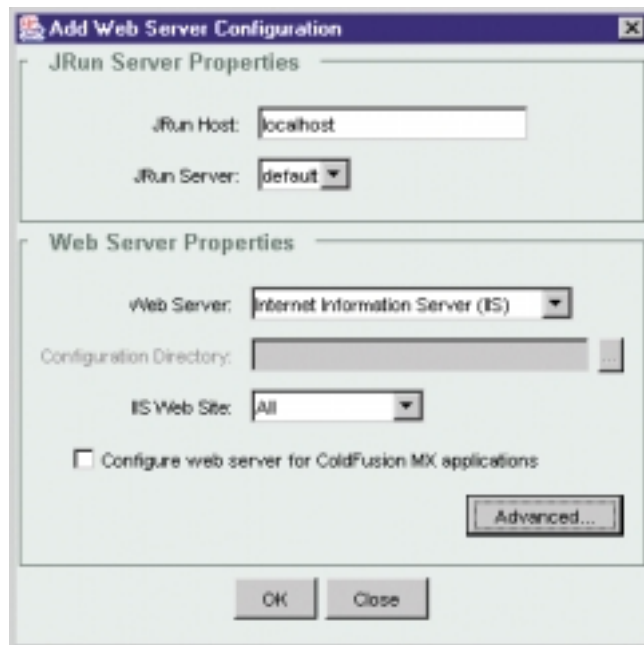 Add Web Server Configuration
JRun Server Properties
JRun Host: localhost
JRun Server: default
Web Server Properties
Web Server: Internet Information Server (IIS)
Configuration Directory:
...
IIS Web Site: All
Configure web server for ColdFusion MX applications
Advanced...
OK Close